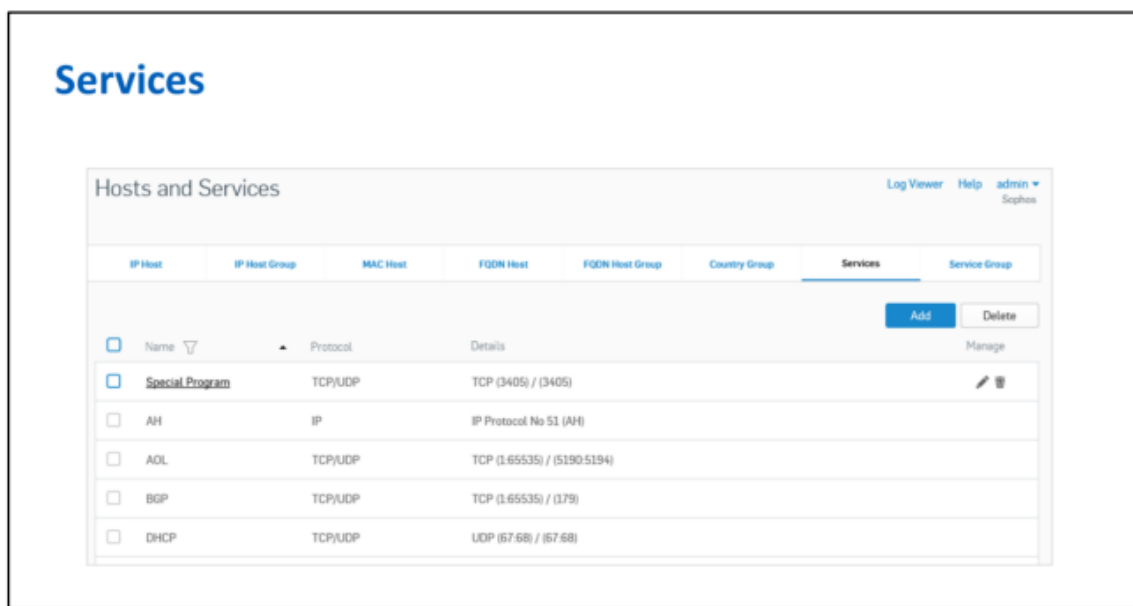 Services
Hosts and Services
Log Viewer Help admin
Sophos
IP Host IP Host Group MAC Host FQDN Host FQDN Host Group Country Group Services Service Group
Add Delete
Name Protocol Details Manage
Special Program TCP/UDP TCP (3405) / (3405)
AH IP IP Protocol No 51 (AH)
AOL TCP/UDP TCP (1:65535) / (5190:5194)
BGP TCP/UDP TCP (1:65535) / (179)
DHCP TCP/UDP UDP (67:68) / (67:68)